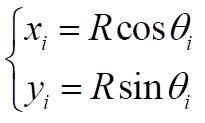 x_i = R cos θ_i
y_i = R sin θ_i